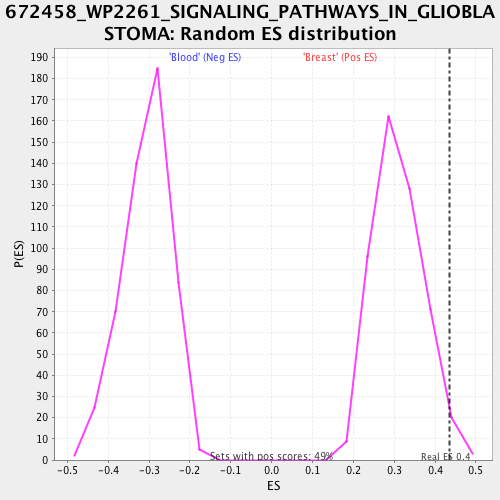 672458_WP2261_SIGNALING_PATHWAYS_IN_GLIOBLA
STOMA: Random ES distribution
'Blood' (Neg ES) 'Breast' (Pos ES)
190
180
170
160
150
140
130
120
110
100
90
80
70
60
50
40
30
20
10
0
P(ES)
Sets with pos scores: 49%
Real ES 0.4
-0.5 -0.4 -0.3 -0.2 -0.1 0.0 0.1 0.2 0.3 0.4 0.5
ES